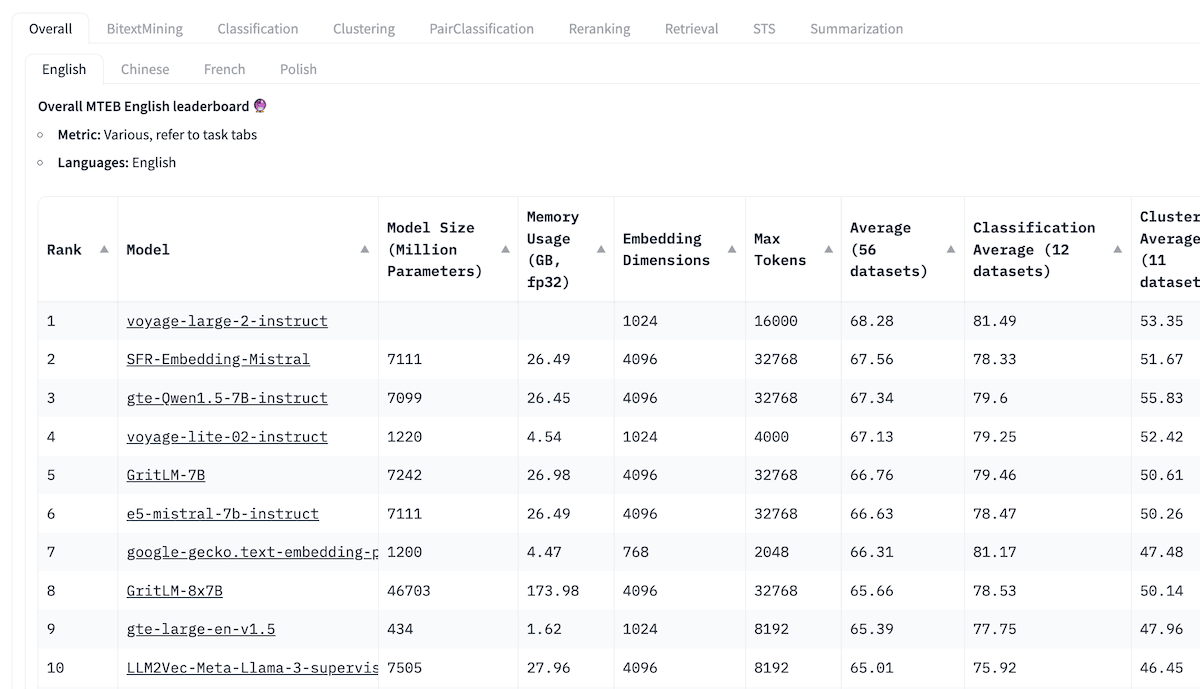 Overall BitextMining Classification Clustering PairClassification Reranking Retrieval STS Summarization
English Chinese French Polish
Overall MTEB English leaderboard 🔮
Metric: Various, refer to task tabs
Languages: English
Rank Model Model Size (Million Parameters) Memory Usage (GB, fp32) Embedding Dimensions Max Tokens Average (56 datasets) Classification Average (12 datasets) Cluster Average (11 dataset
1 voyage-large-2-instruct 1024 16000 68.28 81.49 53.35
2 SFR-Embedding-Mistral 7111 26.49 4096 32768 67.56 78.33 51.67
3 gte-Qwen1.5-7B-instruct 7099 26.45 4096 32768 67.34 79.6 55.83
4 voyage-lite-02-instruct 1220 4.54 1024 4000 67.13 79.25 52.42
5 GritLM-7B 7242 26.98 4096 32768 66.76 79.46 50.61
6 e5-mistral-7b-instruct 7111 26.49 4096 32768 66.63 78.47 50.26
7 google-gecko.text-embedding-p 1200 4.47 768 2048 66.31 81.17 47.48
8 GritLM-8x7B 46703 173.98 4096 32768 65.66 78.53 50.14
9 gte-large-en-v1.5 434 1.62 1024 8192 65.39 77.75 47.96
10 LLM2Vec-Meta-Llama-3-supervis 7505 27.96 4096 8192 65.01 75.92 46.45